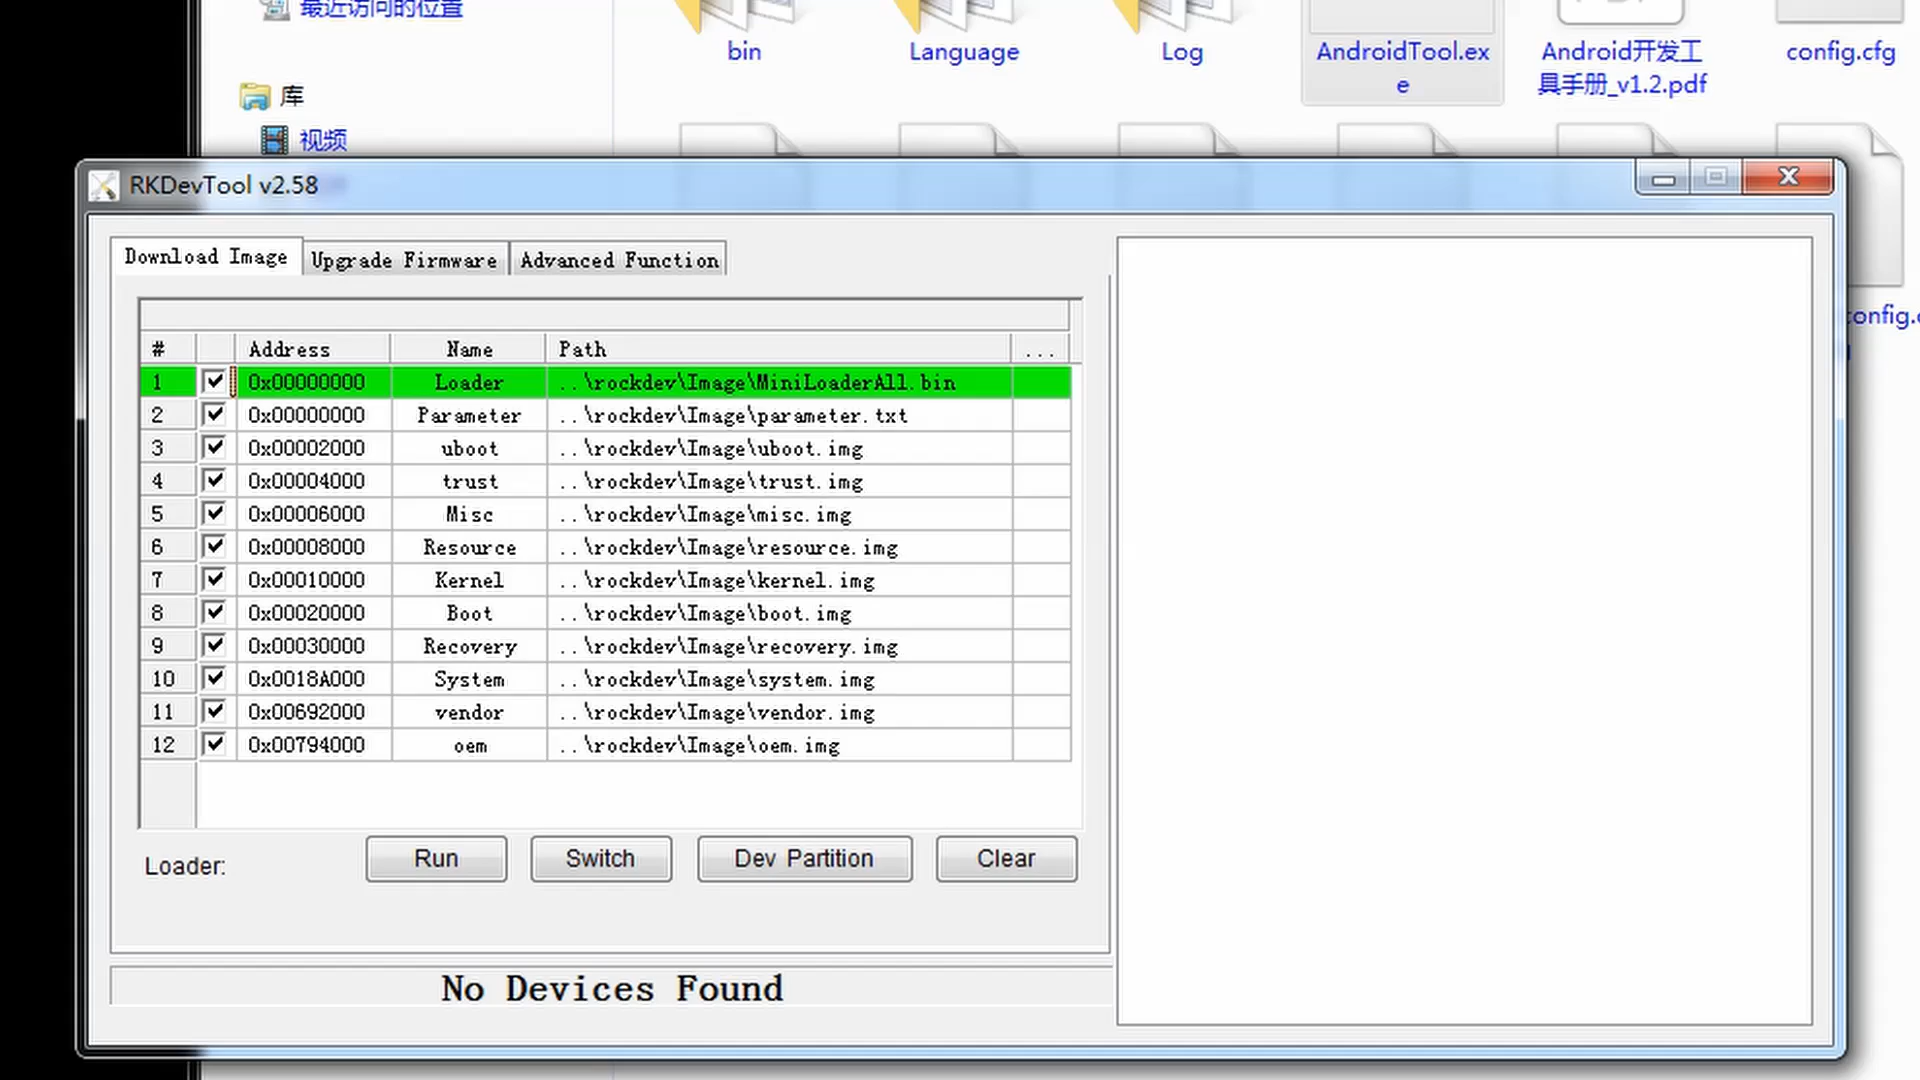 最近访问的位置
bin
Language
Log
AndroidTool.ex
e
Android开发工
具手册_v1.2.pdf
config.cfg
库
视频
RKDevTool v2.58
Download Image
Upgrade Firmware
Advanced Function
# Address Name Path ...
1 0x00000000 Loader ..\rockdev\Image\MiniLoaderAll.bin
2 0x00000000 Parameter ..\rockdev\Image\parameter.txt
3 0x00002000 uboot ..\rockdev\Image\uboot.img
4 0x00004000 trust ..\rockdev\Image\trust.img
5 0x00006000 Misc ..\rockdev\Image\misc.img
6 0x00008000 Resource ..\rockdev\Image\resource.img
7 0x00010000 Kernel ..\rockdev\Image\kernel.img
8 0x00020000 Boot ..\rockdev\Image\boot.img
9 0x00030000 Recovery ..\rockdev\Image\recovery.img
10 0x0018A000 System ..\rockdev\Image\system.img
11 0x00692000 vendor ..\rockdev\Image\vendor.img
12 0x00794000 oem ..\rockdev\Image\oem.img
Loader:
Run
Switch
Dev Partition
Clear
No Devices Found